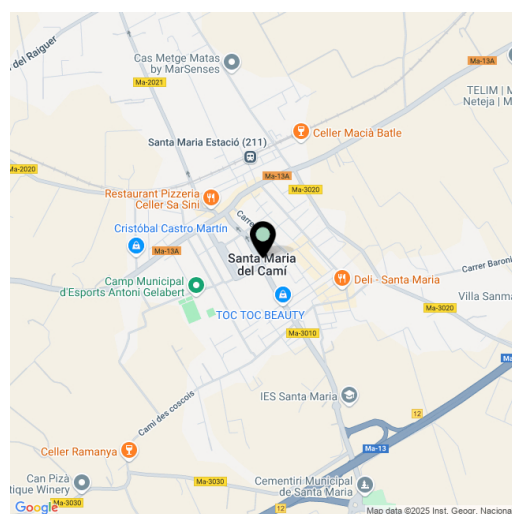 del Raiguer
Cas Metge Matas
by MarSenses
Ma-13A
Ma-2021
TELIM | M
Neteja | M
Celler Macià Batle
Santa Maria Estació (211)
Ma-13A
Ma-2020
Ma-3020
Restaurant Pizzeria
Celler Sa Sini
Carrer
Cristóbal Castro Martín
Ma-13A
Santa Maria
del Camí
Carrer Baroni
Camp Municipal
d'Esports Antoni Gelabert
Deli - Santa Maria
Villa Sanma
TOC TOC BEAUTY
Ma-3020
Ma-3010
Ma
IES Santa Maria
12
Camí des coscois
Celler Ramanya
Ma-13
Can Pizà
tique Winery
Ma-3030
Cementiri Municipal
de Santa Maria
12
Ma-3030
Google
Map data ©2025 Inst. Geogr. Naciona